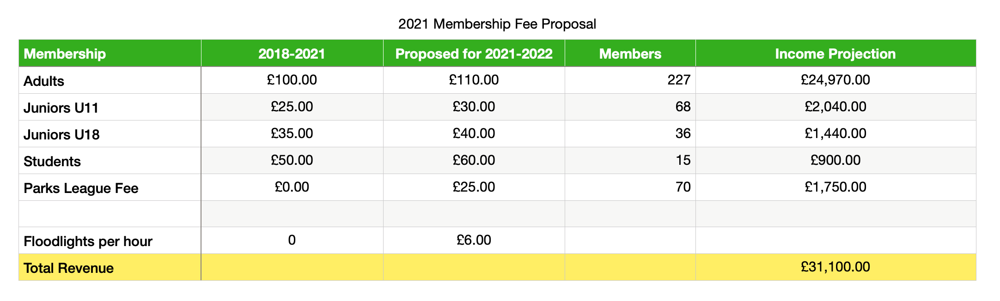 2021 Membership Fee Proposal
Membership 2018-2021 Proposed for 2021-2022 Members Income Projection
Adults £100.00 £110.00 227 £24,970.00
Juniors U11 £25.00 £30.00 68 £2,040.00
Juniors U18 £35.00 £40.00 36 £1,440.00
Students £50.00 £60.00 15 £900.00
Parks League Fee £0.00 £25.00 70 £1,750.00
Floodlights per hour 0 £6.00
Total Revenue £31,100.00